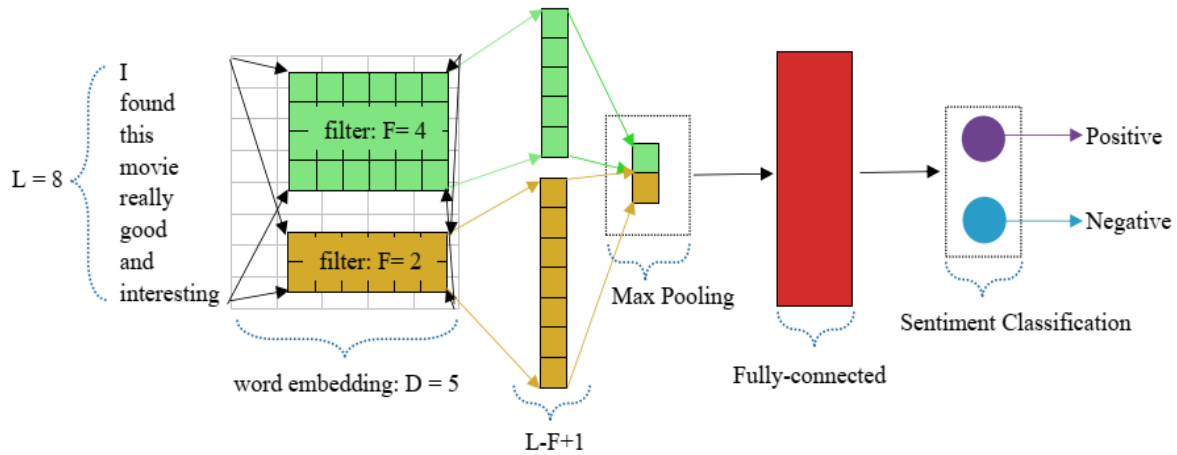 L = 8
I
found
this
movie
really
good
and
interesting
filter: F= 4
filter: F= 2
word embedding: D = 5
L-F+1
Max Pooling
Fully-connected
Positive
Negative
Sentiment Classification